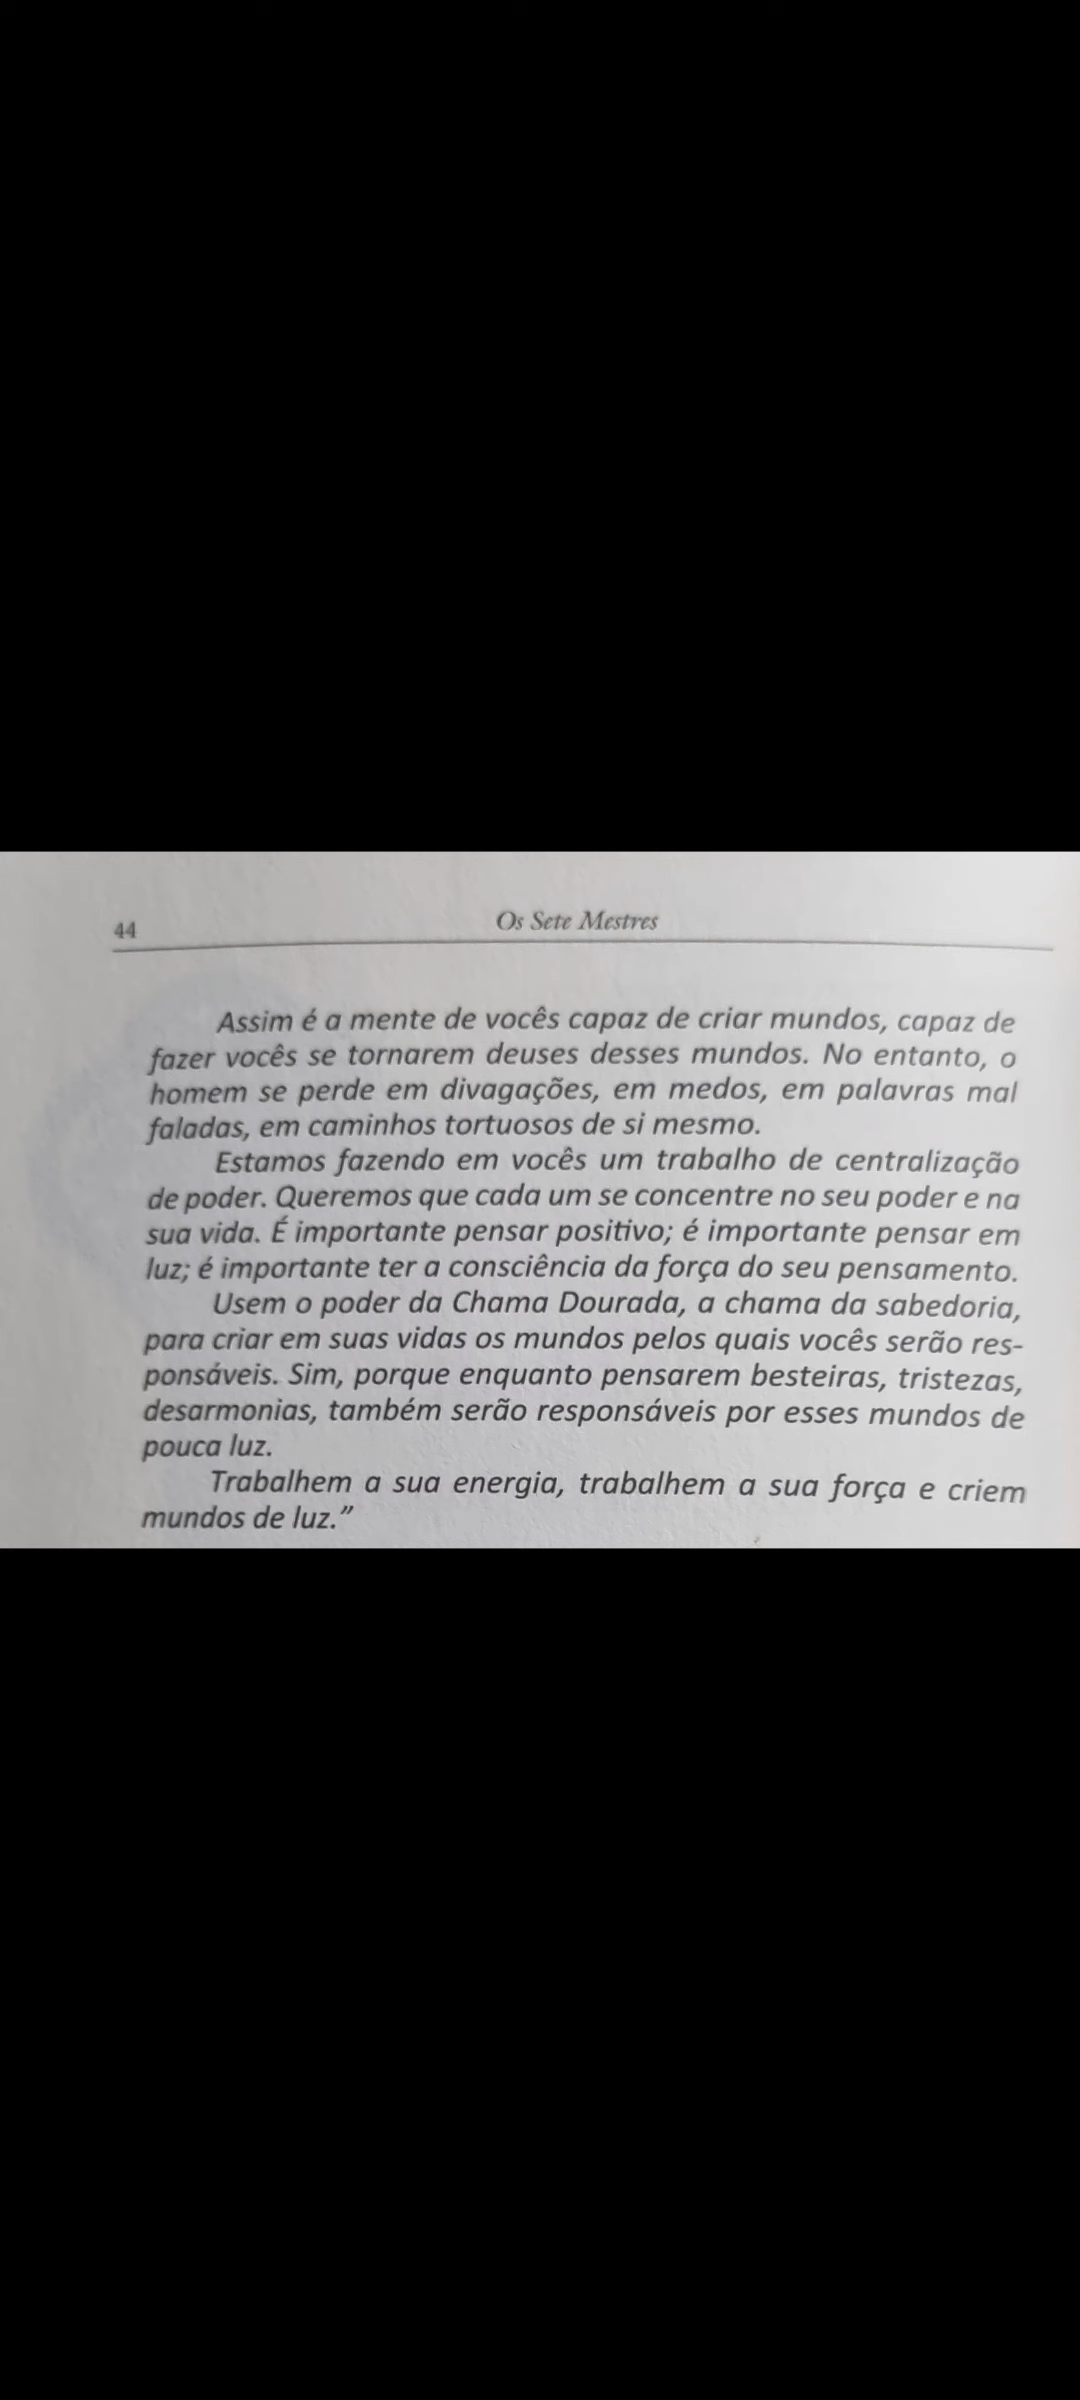 44
Os Sete Mestres
Assim é a mente de vocês capaz de criar mundos, capaz de
fazer vocês se tornarem deuses desses mundos. No entanto, o
homem se perde em divagações, em medos, em palavras mal
faladas, em caminhos tortuosos de si mesmo.
Estamos fazendo em vocês um trabalho de centralização
de poder. Queremos que cada um se concentre no seu poder e na
sua vida. É importante pensar positivo; é importante pensar em
luz; é importante ter a consciência da força do seu pensamento.
Usem o poder da Chama Dourada, a chama da sabedoria,
para criar em suas vidas os mundos pelos quais vocês serão res-
ponsáveis. Sim, porque enquanto pensarem besteiras, tristezas,
desarmonias, também serão responsáveis por esses mundos de
pouca luz.
Trabalhem a sua energia, trabalhem a sua força e criem
mundos de luz.”